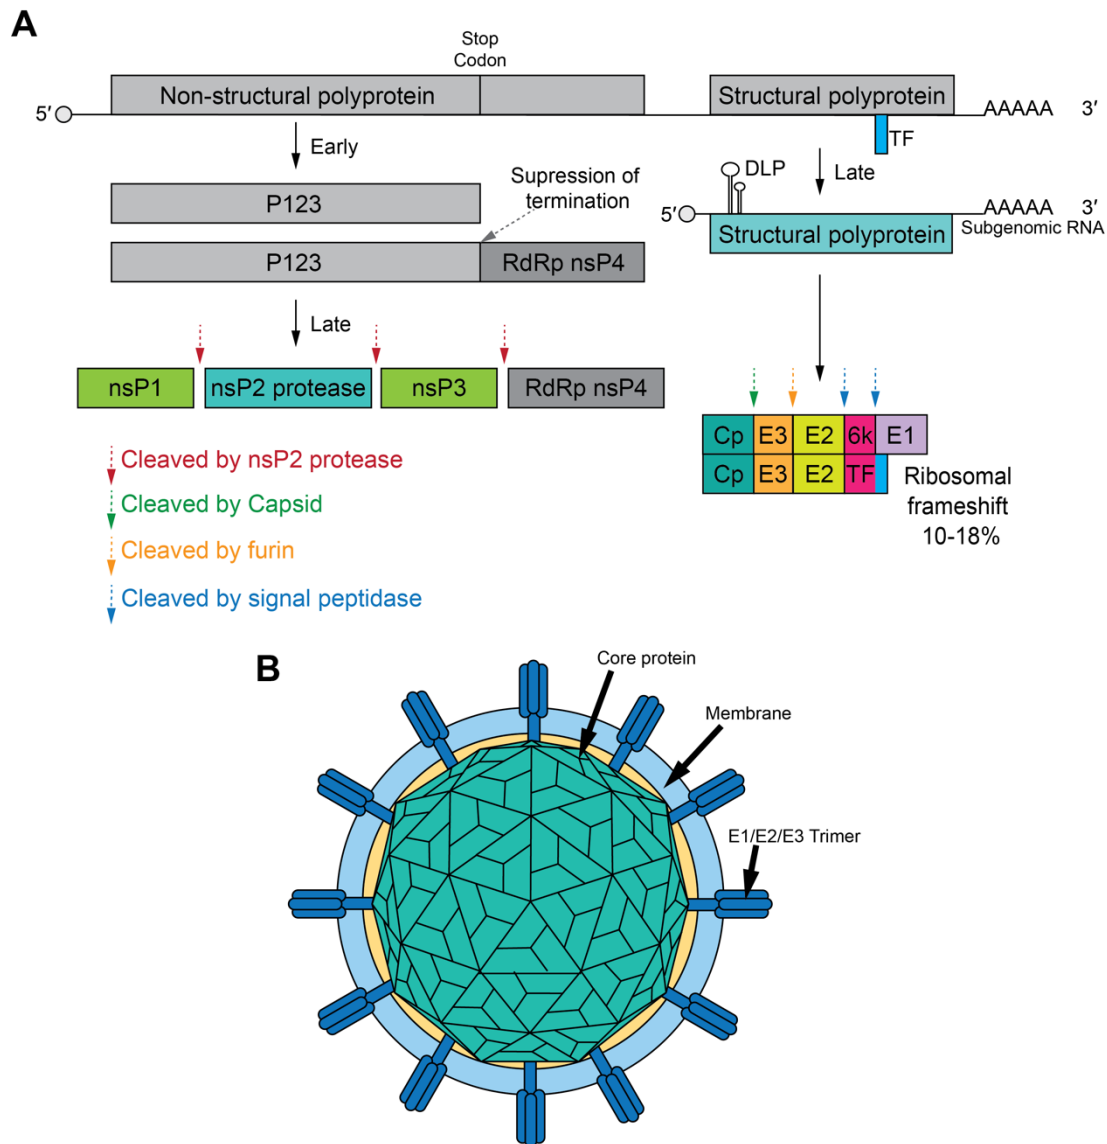 A
Stop
Codon
Non-structural polyprotein
Structural polyprotein
5′
AAAAA 3′
TF
Early
Late
DLP
P123
Supression of
termination
5′
AAAAA 3′
Subgenomic RNA
Structural polyprotein
P123
RdRp nsP4
Late
nsP1
nsP2 protease
nsP3
RdRp nsP4
Cp E3 E2 6k E1
Cp E3 E2 TF
Ribosomal
frameshift
10-18%
Cleaved by nsP2 protease
Cleaved by Capsid
Cleaved by furin
Cleaved by signal peptidase
B
Core protein
Membrane
E1/E2/E3 Trimer